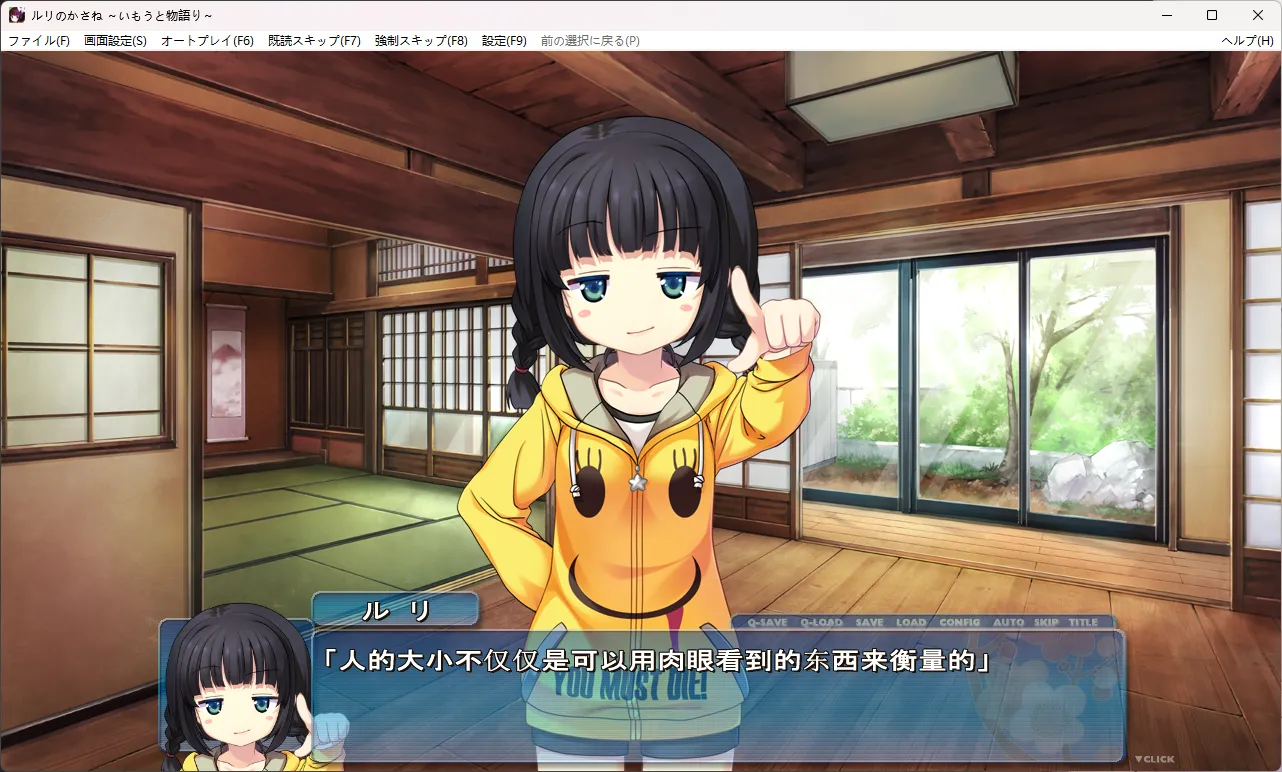 ルリのかさね ~いもうと物語り~
ファイル(F) 画面設定(S) オートプレイ(F6) 既読スキップ(F7) 強制スキップ(F8) 設定(F9) 前の選択に戻る(P) ヘルプ(H)
ルリ
Q-SAVE Q-LOAD SAVE LOAD CONFIG AUTO SKIP TITLE
「人的大小不仅仅是可以用肉眼看到的东西来衡量的」
YOU MUST DIE!
▼CLICK